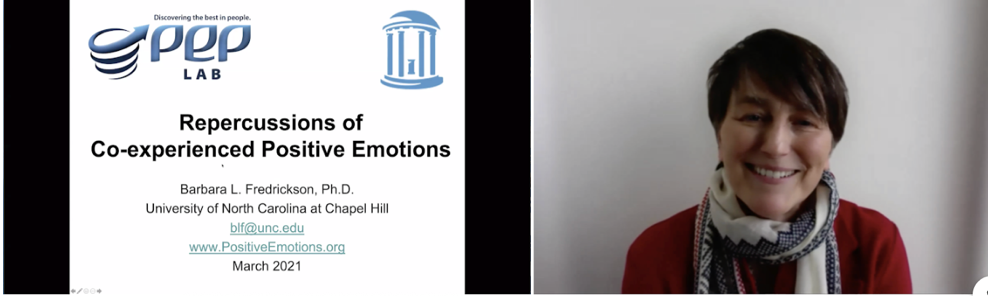 Discovering the best in people.
PEP
LAB
Repercussions of
Co-experienced Positive Emotions
Barbara L. Fredrickson, Ph.D.
University of North Carolina at Chapel Hill
blf@unc.edu
www.PositiveEmotions.org
March 2021